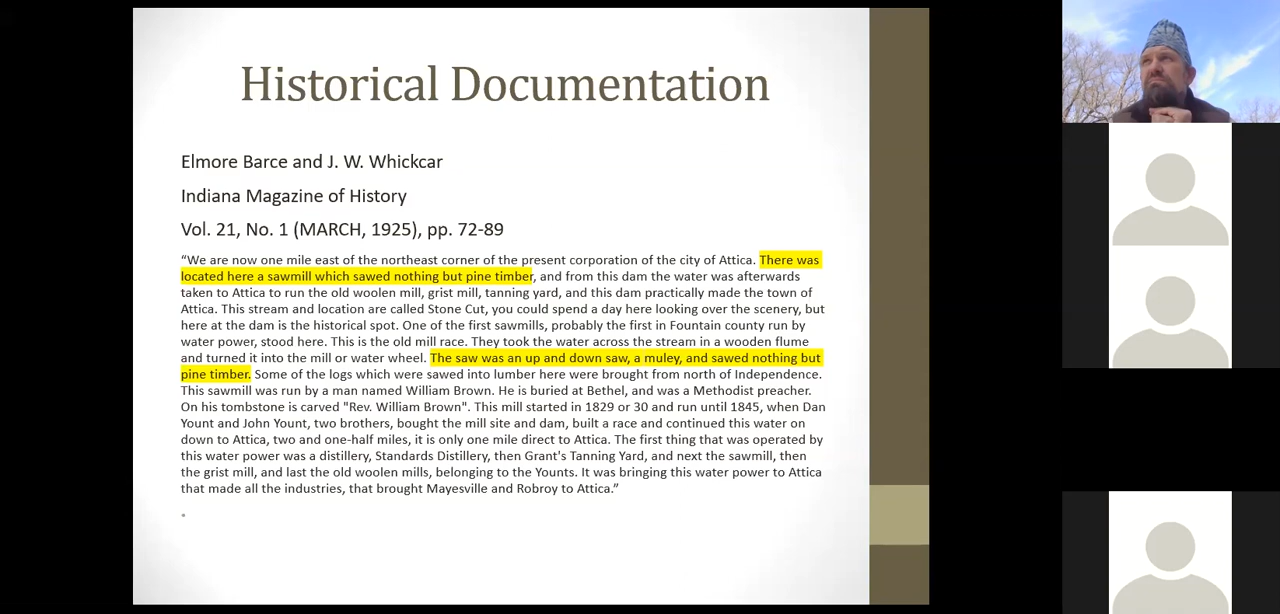 Historical Documentation
Elmore Barce and J. W. Whickcar
Indiana Magazine of History
Vol. 21, No. 1 (MARCH, 1925), pp. 72-89
“We are now one mile east of the northeast corner of the present corporation of the city of Attica. There was
located here a sawmill which sawed nothing but pine timber, and from this dam the water was afterwards
taken to Attica to run the old woolen mill, grist mill, tanning yard, and this dam practically made the town of
Attica. This stream and location are called Stone Cut, you could spend a day here looking over the scenery, but
here at the dam is the historical spot. One of the first sawmills, probably the first in Fountain county run by
water power, stood here. This is the old mill race. They took the water across the stream in a wooden flume
and turned it into the mill or water wheel. The saw was an up and down saw, a muley, and sawed nothing but
pine timber. Some of the logs which were sawed into lumber here were brought from north of Independence.
This sawmill was run by a man named William Brown. He is buried at Bethel, and was a Methodist preacher.
On his tombstone is carved "Rev. William Brown". This mill started in 1829 or 30 and run until 1845, when Dan
Yount and John Yount, two brothers, bought the mill site and dam, built a race and continued this water on
down to Attica, two and one-half miles, it is only one mile direct to Attica. The first thing that was operated by
this water power was a distillery, Standards Distillery, then Grant's Tanning Yard, and next the sawmill, then
the grist mill, and last the old woolen mills, belonging to the Younts. It was bringing this water power to Attica
that made all the industries, that brought Mayesville and Robroy to Attica.”